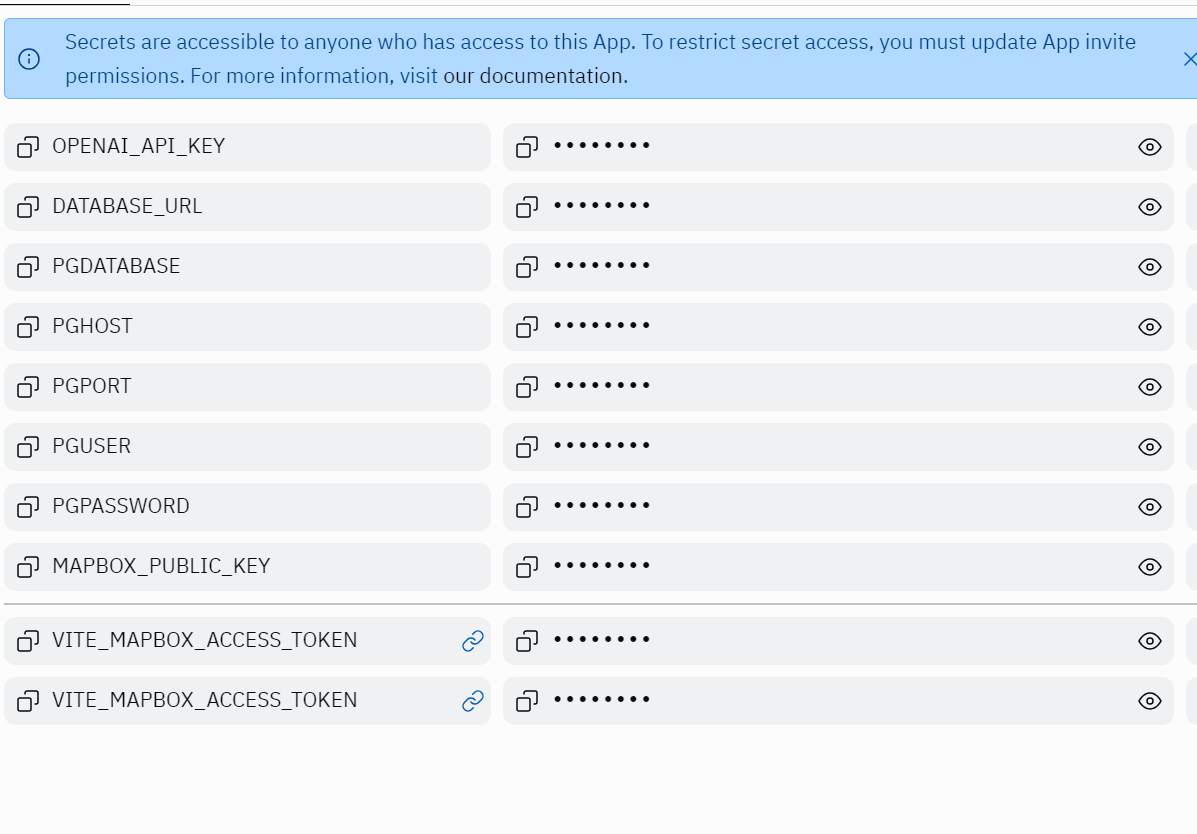 Secrets are accessible to anyone who has access to this App. To restrict secret access, you must update App invite
permissions. For more information, visit our documentation.
OPENAI_API_KEY ••••••••
DATABASE_URL ••••••••
PGDATABASE ••••••••
PGHOST ••••••••
PGPORT ••••••••
PGUSER ••••••••
PGPASSWORD ••••••••
MAPBOX_PUBLIC_KEY ••••••••
VITE_MAPBOX_ACCESS_TOKEN ••••••••
VITE_MAPBOX_ACCESS_TOKEN ••••••••